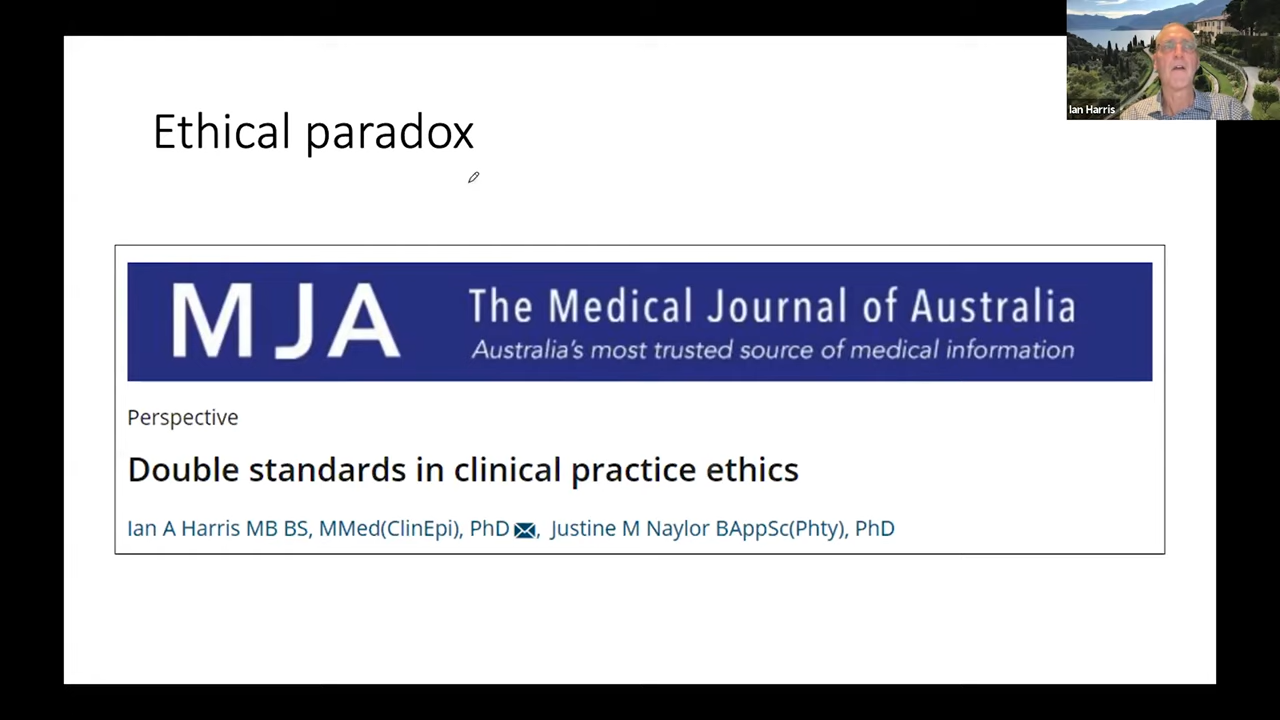 Ethical paradox
Ian Harris
MJA
The Medical Journal of Australia
Australia's most trusted source of medical information
Perspective
Double standards in clinical practice ethics
Ian A Harris MB BS, MMed(ClinEpi), PhD , Justine M Naylor BAppSc(Phty), PhD